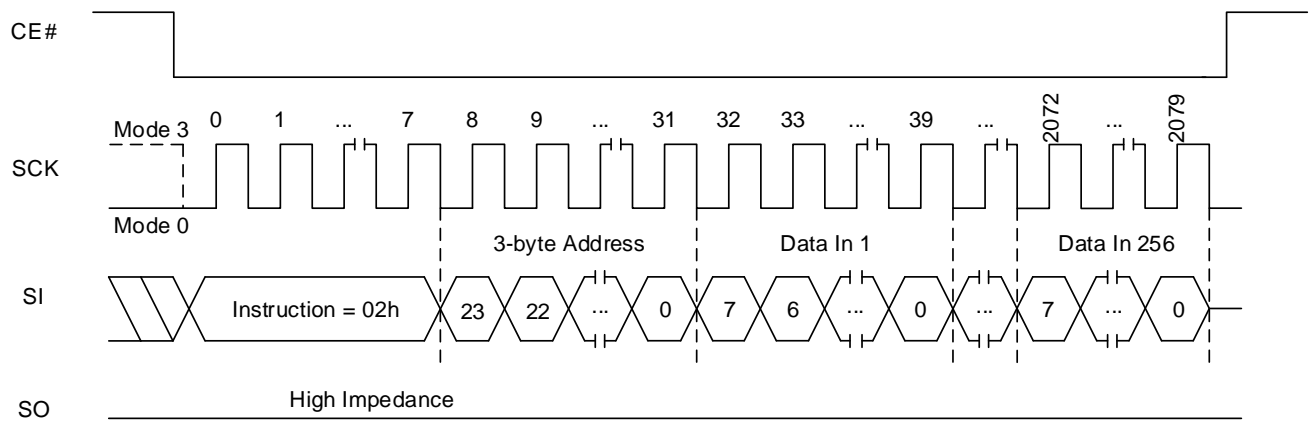 CE#
0 1 ... 7 8 9 ... 31 32 33 ... 39 ... 2072 ... 2079
Mode 3
SCK
Mode 0
3-byte Address Data In 1 Data In 256
SI
Instruction = 02h 23 22 ... 0 7 6 ... 0 ... 7 ... 0
High Impedance
SO